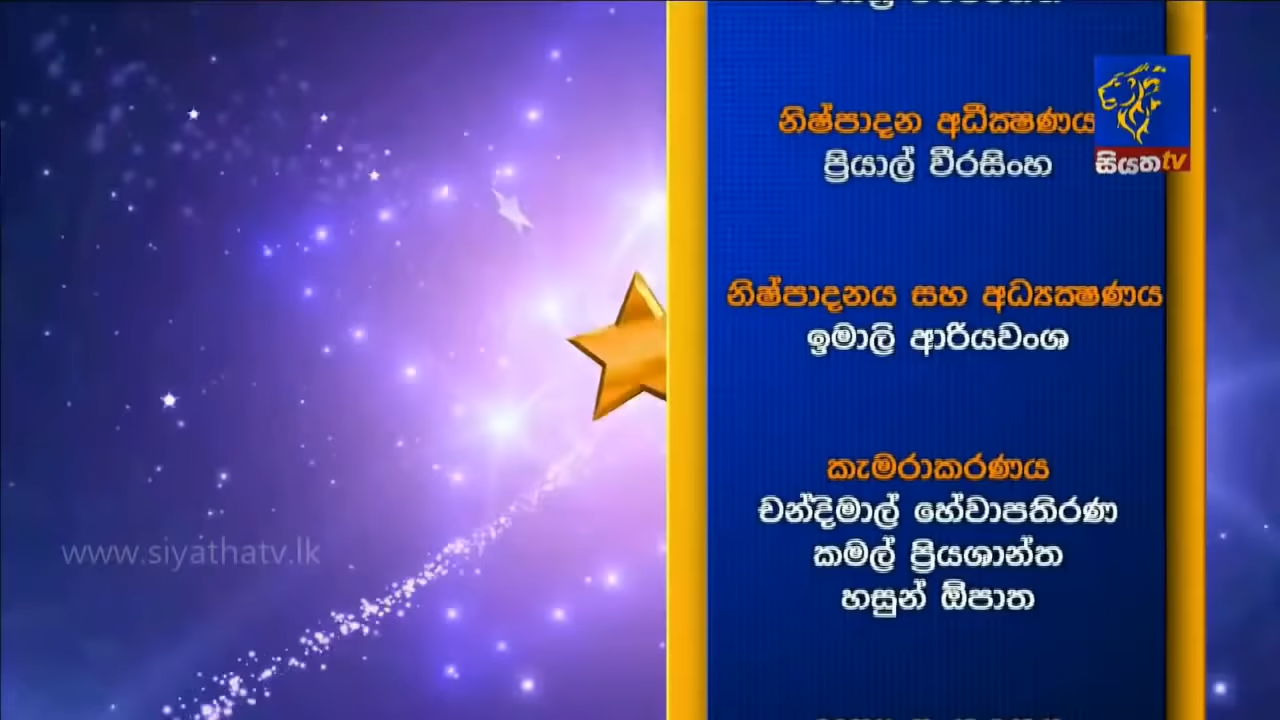 නිෂ්පාදන අධීක්‍ෂණය
ප්‍රියාල් වීරසිංහ
සියත tv
නිෂ්පාදනය සහ අධ්‍යක්‍ෂණය
ඉමාලි ආරියවංශ
කැමරාකරණය
චන්දිමාල් හේවාපතිරණ
කමල් ප්‍රියශාන්ත
හසුන් ඕපාත
www.siyathatv.lk